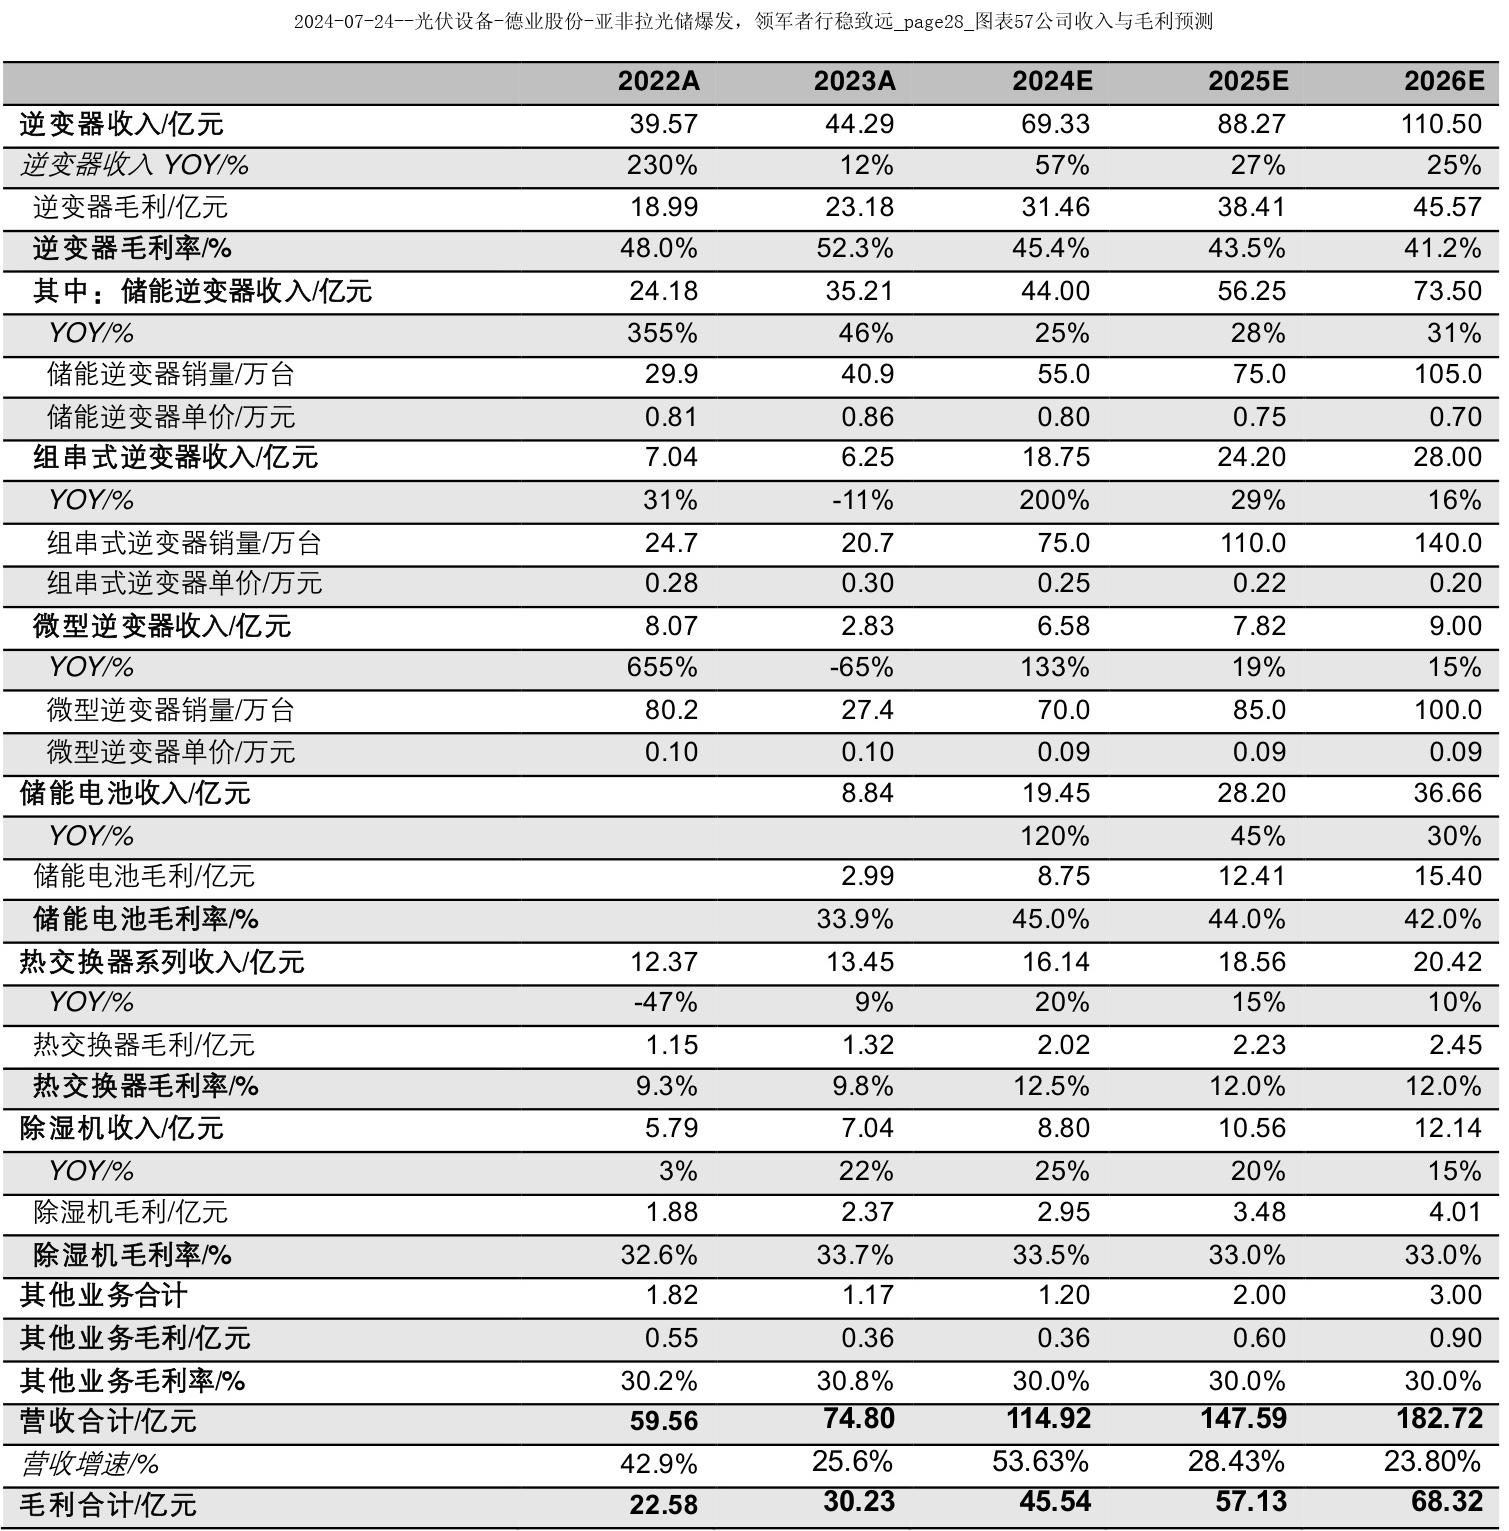 2024-07-24--光伏设备-德业股份-亚非拉光储爆发，领军者行稳致远_page28_图表57公司收入与毛利预测
2022A 2023A 2024E 2025E 2026E
逆变器收入/亿元 39.57 44.29 69.33 88.27 110.50
逆变器收入 YOY/% 230% 12% 57% 27% 25%
逆变器毛利/亿元 18.99 23.18 31.46 38.41 45.57
逆变器毛利率/% 48.0% 52.3% 45.4% 43.5% 41.2%
其中：储能逆变器收入/亿元 24.18 35.21 44.00 56.25 73.50
YOY/% 355% 46% 25% 28% 31%
储能逆变器销量/万台 29.9 40.9 55.0 75.0 105.0
储能逆变器单价/万元 0.81 0.86 0.80 0.75 0.70
组串式逆变器收入/亿元 7.04 6.25 18.75 24.20 28.00
YOY/% 31% -11% 200% 29% 16%
组串式逆变器销量/万台 24.7 20.7 75.0 110.0 140.0
组串式逆变器单价/万元 0.28 0.30 0.25 0.22 0.20
微型逆变器收入/亿元 8.07 2.83 6.58 7.82 9.00
YOY/% 655% -65% 133% 19% 15%
微型逆变器销量/万台 80.2 27.4 70.0 85.0 100.0
微型逆变器单价/万元 0.10 0.10 0.09 0.09 0.09
储能电池收入/亿元 8.84 19.45 28.20 36.66
YOY/% 120% 45% 30%
储能电池毛利/亿元 2.99 8.75 12.41 15.40
储能电池毛利率/% 33.9% 45.0% 44.0% 42.0%
热交换器系列收入/亿元 12.37 13.45 16.14 18.56 20.42
YOY/% -47% 9% 20% 15% 10%
热交换器毛利/亿元 1.15 1.32 2.02 2.23 2.45
热交换器毛利率/% 9.3% 9.8% 12.5% 12.0% 12.0%
除湿机收入/亿元 5.79 7.04 8.80 10.56 12.14
YOY/% 3% 22% 25% 20% 15%
除湿机毛利/亿元 1.88 2.37 2.95 3.48 4.01
除湿机毛利率/% 32.6% 33.7% 33.5% 33.0% 33.0%
其他业务合计 1.82 1.17 1.20 2.00 3.00
其他业务毛利/亿元 0.55 0.36 0.36 0.60 0.90
其他业务毛利率/% 30.2% 30.8% 30.0% 30.0% 30.0%
营收合计/亿元 59.56 74.80 114.92 147.59 182.72
营收增速/% 42.9% 25.6% 53.63% 28.43% 23.80%
毛利合计/亿元 22.58 30.23 45.54 57.13 68.32